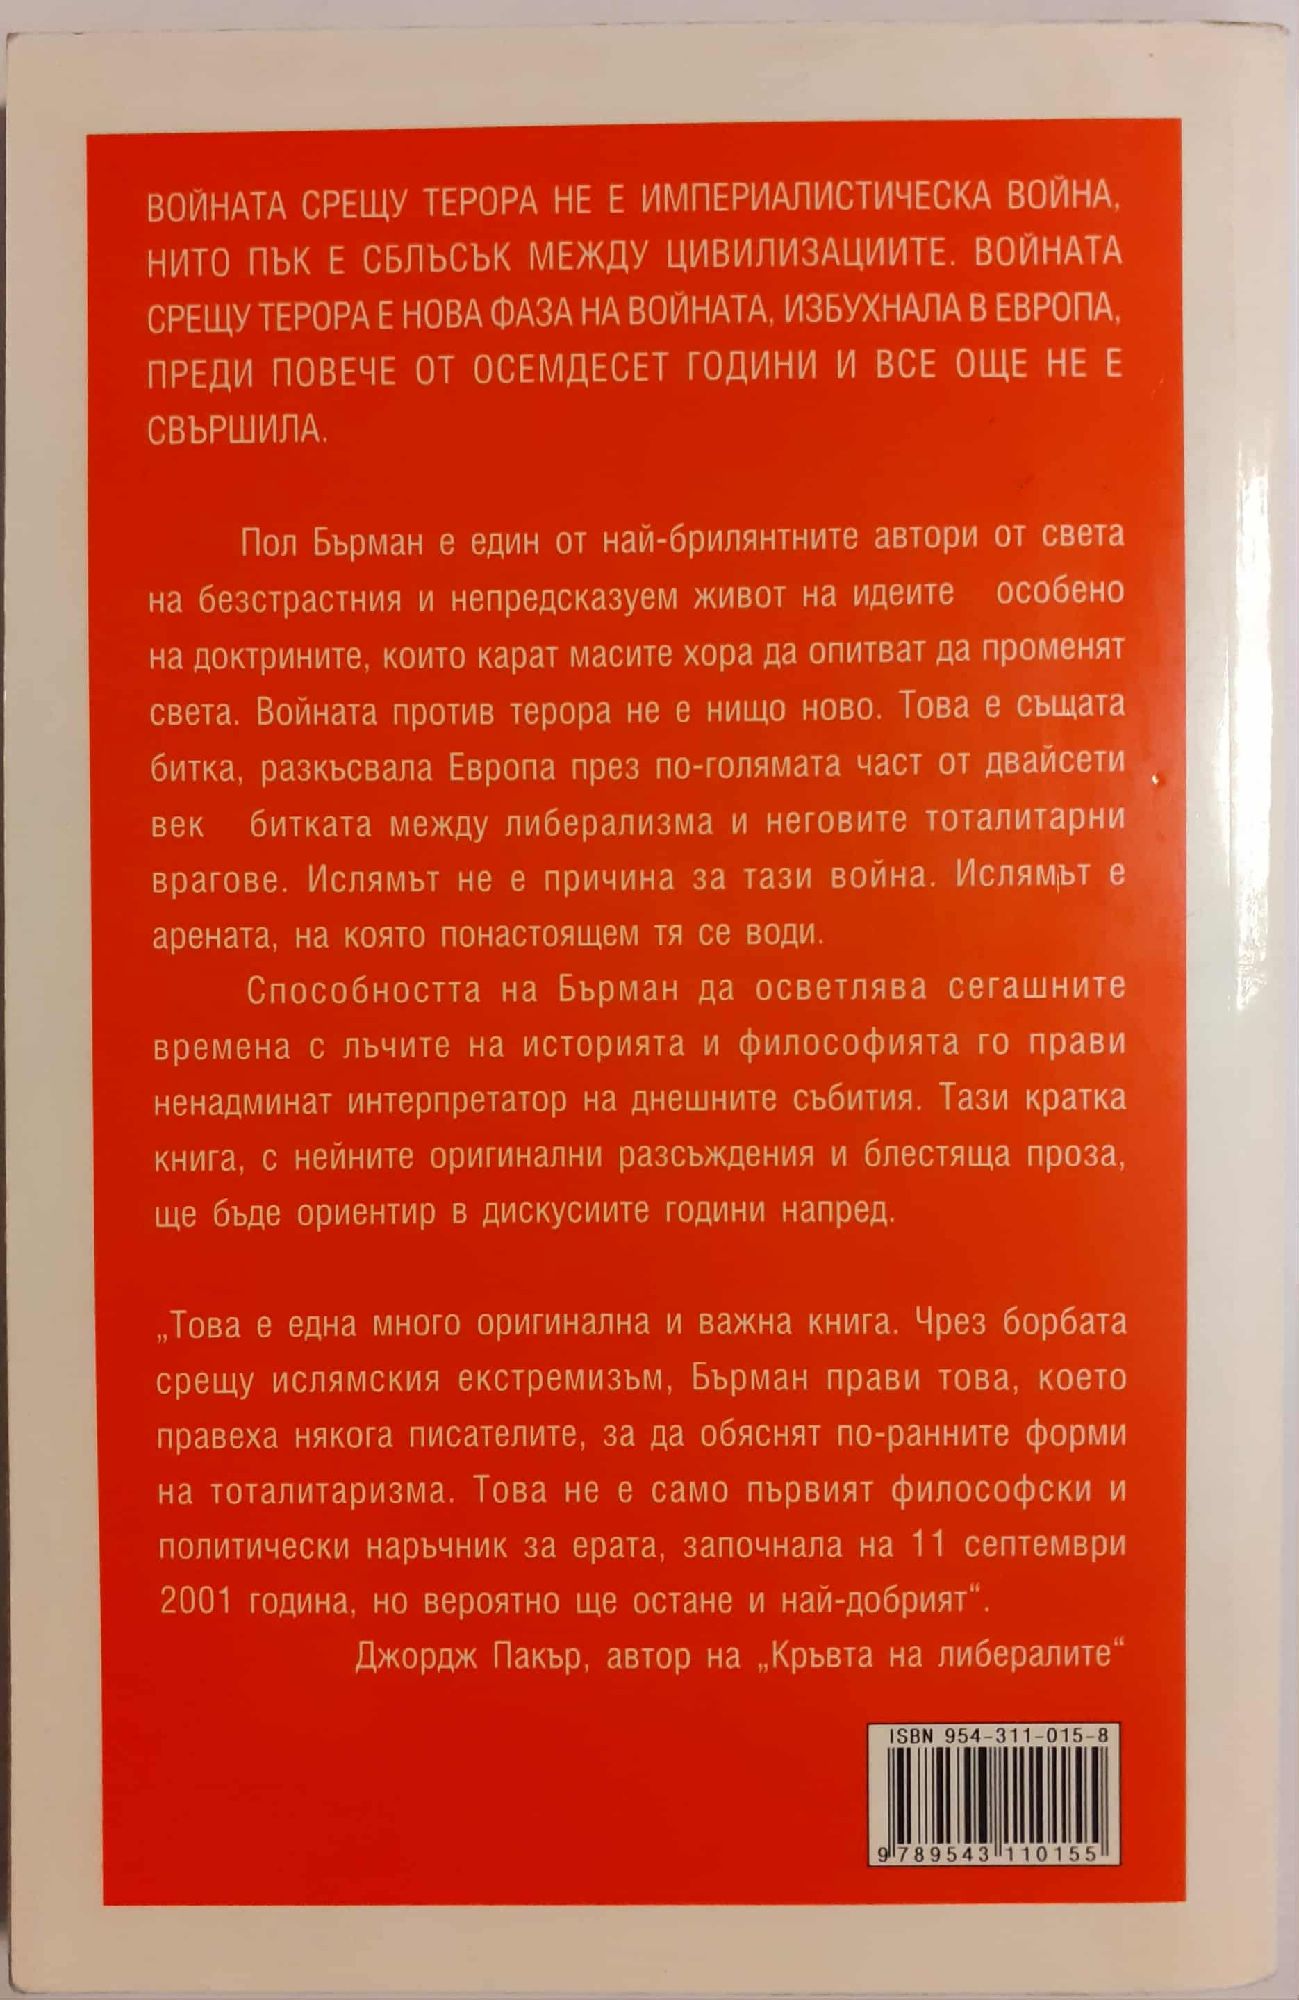 ВОЙНАТА СРЕЩУ ТЕРОРА НЕ Е ИМПЕРИАЛИСТИЧЕСКА ВОЙНА,
НИТО ПЪК Е СБЛЪСЪК МЕЖДУ ЦИВИЛИЗАЦИИТЕ. ВОЙНАТА
СРЕЩУ ТЕРОРА Е НОВА ФАЗА НА ВОЙНАТА, ИЗБУХНАЛА В ЕВРОПА,
ПРЕДИ ПОВЕЧЕ ОТ ОСЕМДЕСЕТ ГОДИНИ И ВСЕ ОЩЕ НЕ Е
СВЪРШИЛА.
Пол Бърман е един от най-брилянтните автори от света
на безстрастния и непредсказуем живот на идеите особено
на доктрините, които карат масите хора да опитват да променят
света. Войната против терора не е нищо ново. Това е същата
битка, разкъсвала Европа през по-голямата част от двайсети
век битката между либерализма и неговите тоталитарни
врагове. Ислямът не е причина за тази война. Ислямът е
арената, на която понастоящем тя се води.
Способността на Бърман да осветлява сегашните
времена с лъчите на историята и философията го прави
ненадминат интерпретатор на днешните събития. Тази кратка
книга, с нейните оригинални разсъждения и блестяща проза,
ще бъде ориентир в дискусиите години напред.
„Това е една много оригинална и важна книга. Чрез борбата
срещу ислямския екстремизъм, Бърман прави това, което
правеха някога писателите, за да обяснят по-ранните форми
на тоталитаризма. Това не е само първият философски и
политически наръчник за ерата, започнала на 11 септември
2001 година, но вероятно ще остане и най-добрият“.
Джордж Пакър, автор на „Кръвта на либералите“
ISBN 954-311-015-8
9 789543 110155